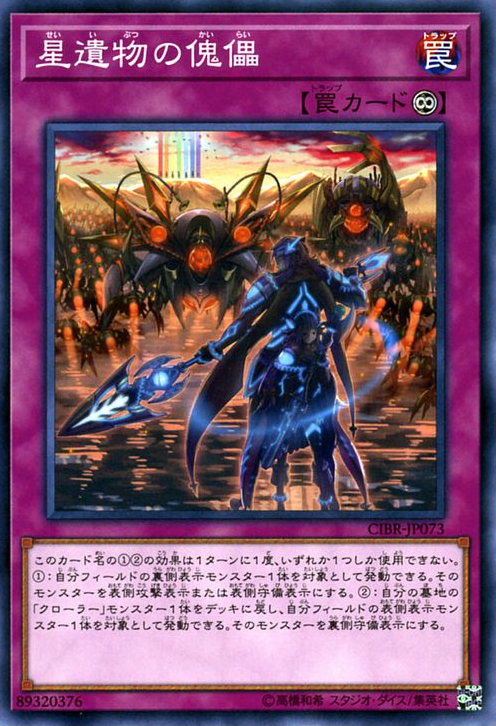 星遺物の傀儡
罠
【罠カード】
CIBR-JP073
このカード名の①②の効果は1ターンに1度、いずれか1つしか使用できない。
①：自分フィールドの裏側表示モンスター1体を対象として発動できる。その
モンスターを表側攻撃表示または表側守備表示にする。②：自分の墓地の
「クローラー」モンスター1体をデッキに戻し、自分フィールドの表側表示モン
スター1体を対象として発動できる。そのモンスターを裏側守備表示にする。
89320376
©高橋和希 スタジオ・ダイス/集英社